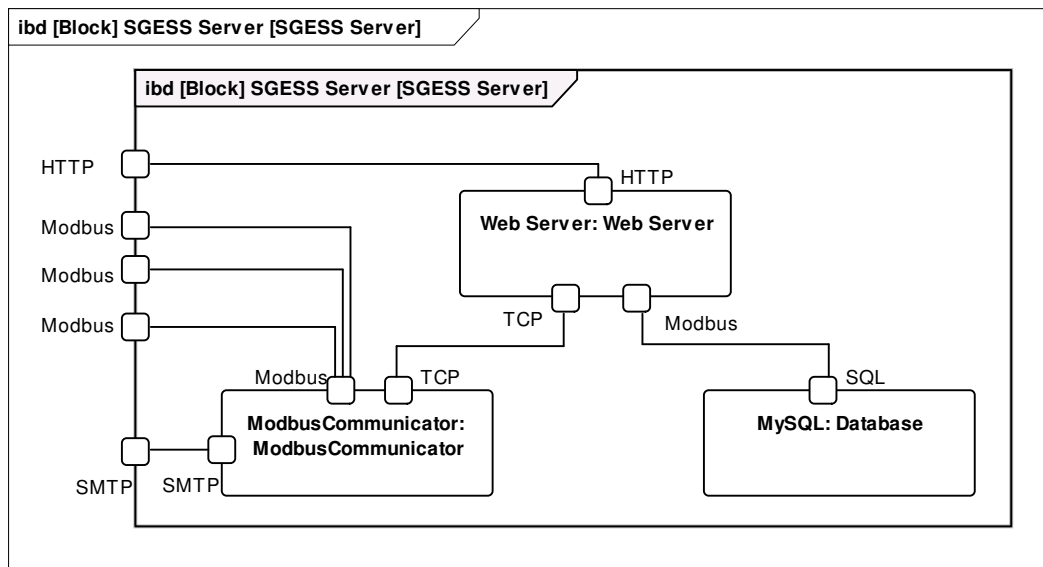 ibd [Block] SGESS Server [SGESS Server]
ibd [Block] SGESS Server [SGESS Server]
HTTP
HTTP
Web Server: Web Server
Modbus
Modbus
Modbus
TCP
Modbus
Modbus
TCP
SQL
ModbusCommunicator:
ModbusCommunicator
MySQL: Database
SMTP
SMTP